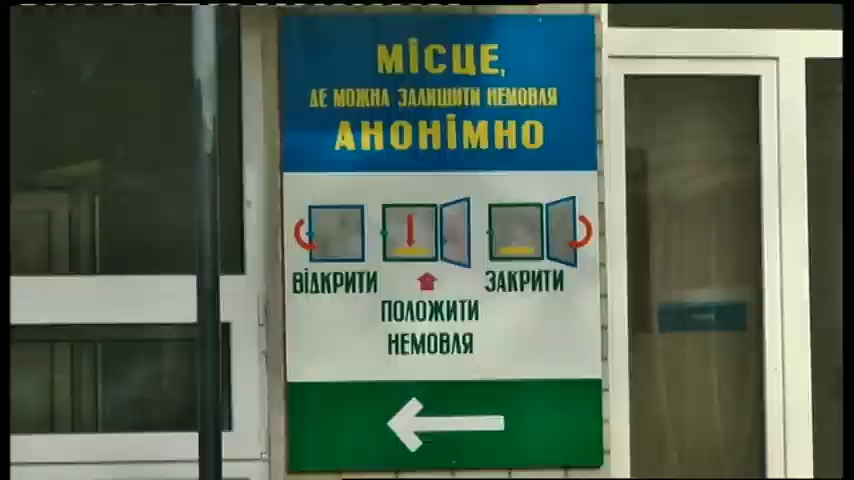 МІСЦЕ,
ДЕ МОЖНА ЗАЛИШИТИ НЕМОВЛЯ
АНОНІМНО
ВІДКРИТИ
ЗАКРИТИ
ПОЛОЖИТИ
НЕМОВЛЯ